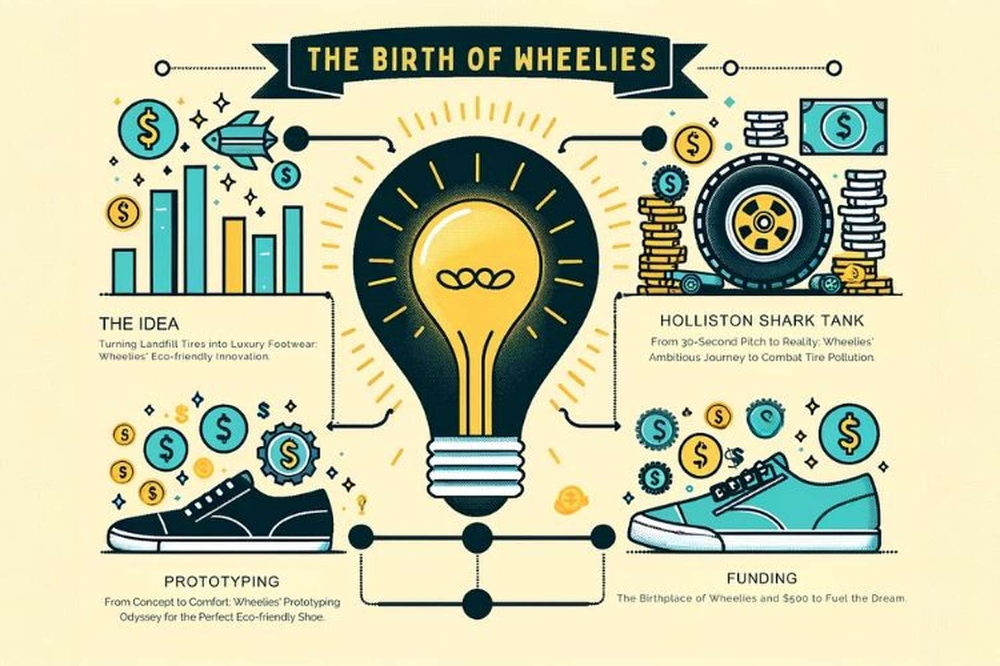 THE BIRTH OF WHEELIES
THE IDEA
Turning Landfill Tires into Luxury Footwear:
Wheelies' Eco-friendly Innovation.
HOLLISTON SHARK TANK
From 30-Second Pitch to Reality: Wheelies'
Ambitious Journey to Combat Tire Pollution
PROTOTYPING
From Concept to Comfort: Wheelies' Prototyping
Odyssey for the Perfect Eco-friendly Shoe.
FUNDING
The Birthplace of Wheelies and $500 to Fuel the Dream.